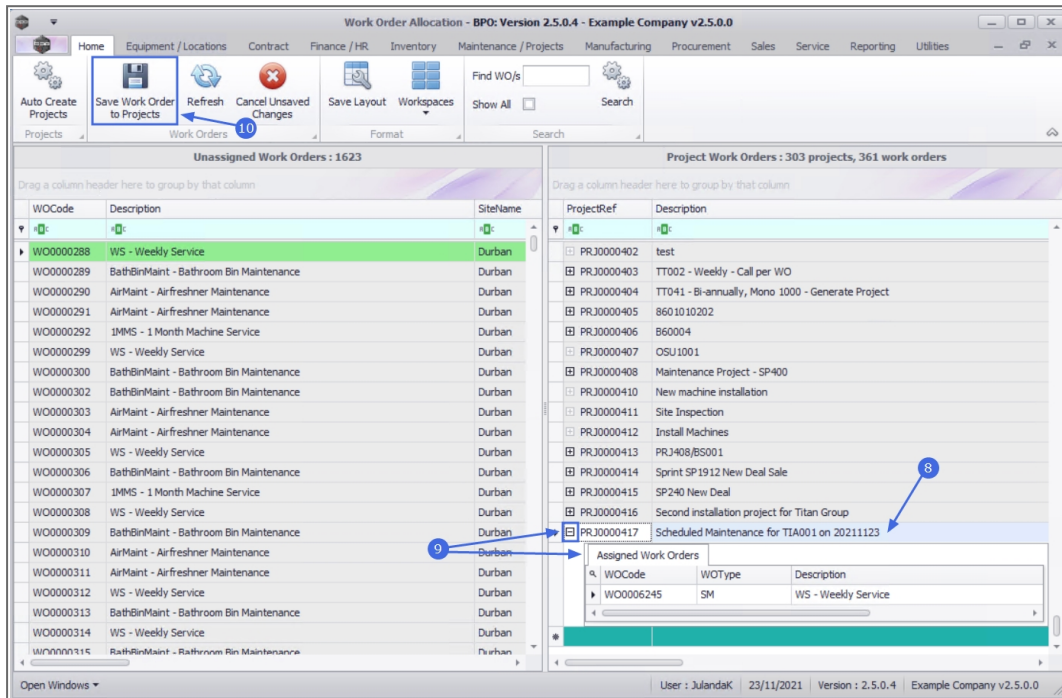 Work Order Allocation - BPO: Version 2.5.0.4 - Example Company v2.5.0.0
Home Equipment / Locations Contract Finance / HR Inventory Maintenance / Projects Manufacturing Procurement Sales Service Reporting Utilities
Auto Create Projects
Save Work Order to Projects
Refresh
Cancel Unsaved Changes
Save Layout
Workspaces
Find WO/s
Show All
Search
10
Projects Work Orders Format Search
Unassigned Work Orders : 1623
Drag a column header here to group by that column
WOCode Description SiteName
WO0000288 WS - Weekly Service Durban
WO0000289 BathBinMaint - Bathroom Bin Maintenance Durban
WO0000290 AirMaint - Airfreshner Maintenance Durban
WO0000291 AirMaint - Airfreshner Maintenance Durban
WO0000292 1MMS - 1 Month Machine Service Durban
WO0000299 WS - Weekly Service Durban
WO0000300 BathBinMaint - Bathroom Bin Maintenance Durban
WO0000302 BathBinMaint - Bathroom Bin Maintenance Durban
WO0000303 AirMaint - Airfreshner Maintenance Durban
WO0000304 AirMaint - Airfreshner Maintenance Durban
WO0000305 WS - Weekly Service Durban
WO0000306 BathBinMaint - Bathroom Bin Maintenance Durban
WO0000307 1MMS - 1 Month Machine Service Durban
WO0000308 WS - Weekly Service Durban
WO0000309 BathBinMaint - Bathroom Bin Maintenance Durban
WO0000310 AirMaint - Airfreshner Maintenance Durban
WO0000311 AirMaint - Airfreshner Maintenance Durban
WO0000312 WS - Weekly Service Durban
WO0000313 BathBinMaint - Bathroom Bin Maintenance Durban
WO0000314 WS - Weekly Service Durban
WO0000315 BathBinMaint - Bathroom Bin Maintenance Durban
Project Work Orders : 303 projects, 361 work orders
Drag a column header here to group by that column
ProjectRef Description
PRJ0000402 test
PRJ0000403 TT002 - Weekly - Call per WO
PRJ0000404 TT041 - Bi-annually, Mono 1000 - Generate Project
PRJ0000405 8601010202
PRJ0000406 B60004
PRJ0000407 OSU1001
PRJ0000408 Maintenance Project - SP400
PRJ0000410 New machine installation
PRJ0000411 Site Inspection
PRJ0000412 Install Machines
PRJ0000413 PRJ408/BS001
PRJ0000414 Sprint SP1912 New Deal Sale
8
PRJ0000415 SP240 New Deal
PRJ0000416 Second installation project for Titan Group
PRJ0000417 Scheduled Maintenance for TIA001 on 20211123
9
Assigned Work Orders
WOCode WOType Description
WO0006245 SM WS - Weekly Service
Open Windows
User : JulandaK 23/11/2021 Version : 2.5.0.4 Example Company v2.5.0.0